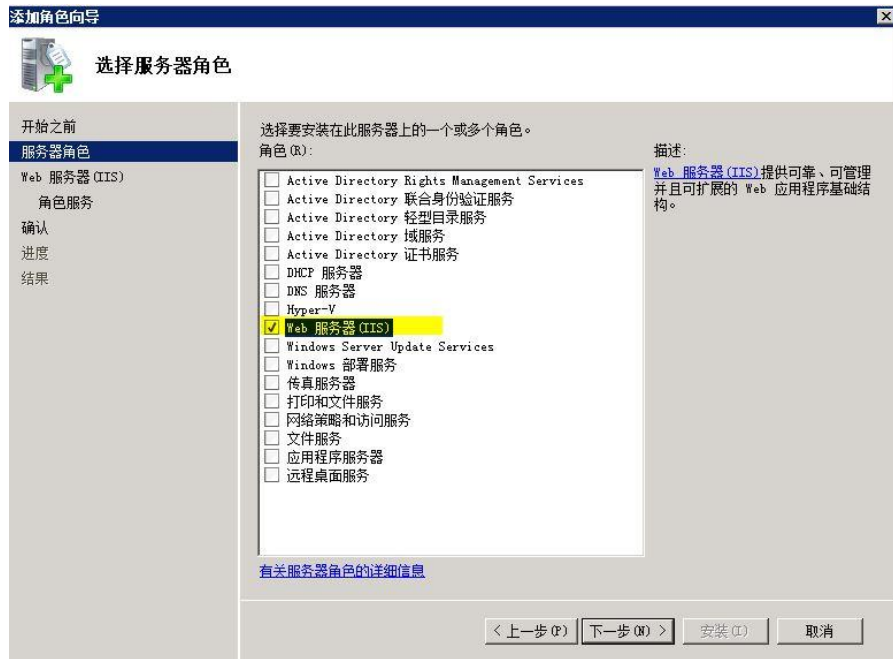 添加角色向导
选择服务器角色
开始之前
服务器角色
Web 服务器(IIS)
角色服务
确认
进度
结果
选择要安装在此服务器上的一个或多个角色。
角色(R):
Active Directory Rights Management Services
Active Directory 联合身份验证服务
Active Directory 轻型目录服务
Active Directory 域服务
Active Directory 证书服务
DHCP 服务器
DNS 服务器
Hyper-V
Web 服务器(IIS)
Windows Server Update Services
Windows 部署服务
传真服务器
打印和文件服务
网络策略和访问服务
文件服务
应用程序服务器
远程桌面服务
有关服务器角色的详细信息
描述:
Web 服务器(IIS)提供可靠、可管理
并且可扩展的 Web 应用程序基础结
构。
< 上一步(P)
下一步(N) >
安装(I)
取消